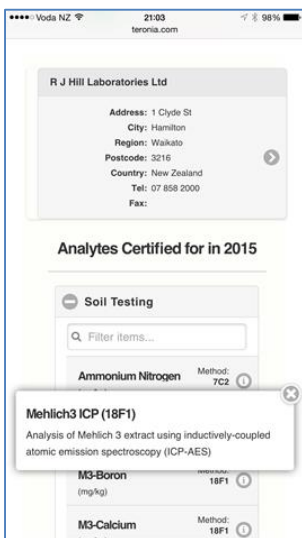 Voda NZ 21:03 98%
teronia.com
R J Hill Laboratories Ltd
Address: 1 Clyde St
City: Hamilton
Region: Waikato
Postcode: 3216
Country: New Zealand
Tel: 07 858 2000
Fax:
Analytes Certified for in 2015
Soil Testing
Filter items...
Ammonium Nitrogen Method: 7C2
Mehlich3 ICP (18F1)
Analysis of Mehlich 3 extract using inductively-coupled
atomic emission spectroscopy (ICP-AES)
M3-Boron 18F1
(mg/kg)
M3-Calcium Method: 18F1